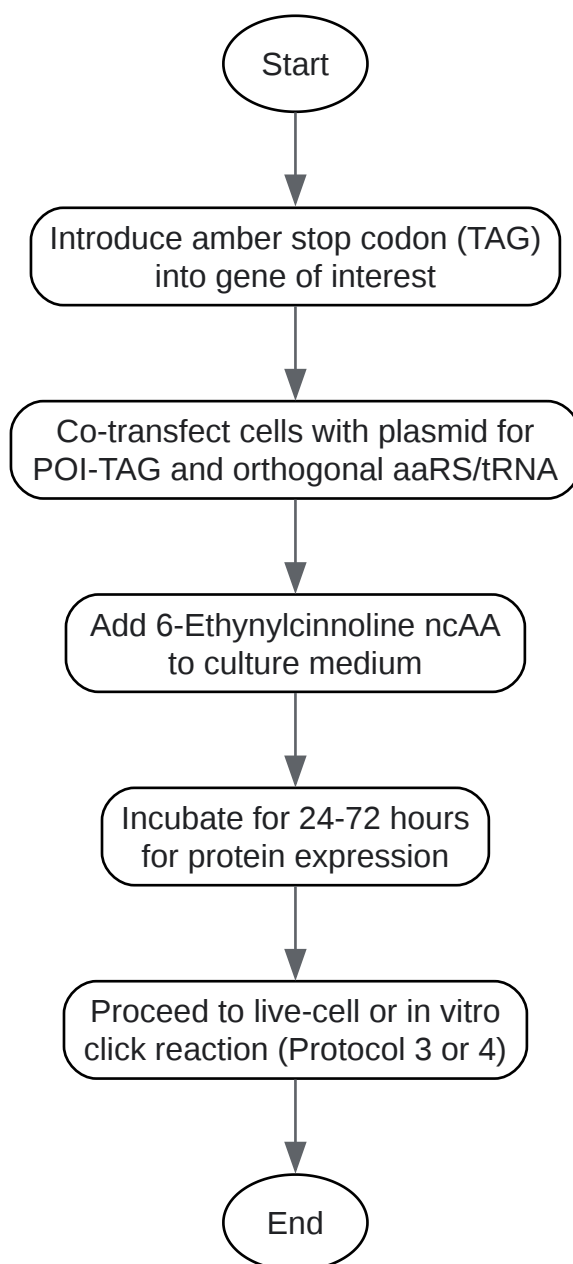 Start
Introduce amber stop codon (TAG)
into gene of interest
Co-transfect cells with plasmid for
POI-TAG and orthogonal aaRS/tRNA
Add 6-Ethynylcinnoline ncAA
to culture medium
Incubate for 24-72 hours
for protein expression
Proceed to live-cell or in vitro
click reaction (Protocol 3 or 4)
End